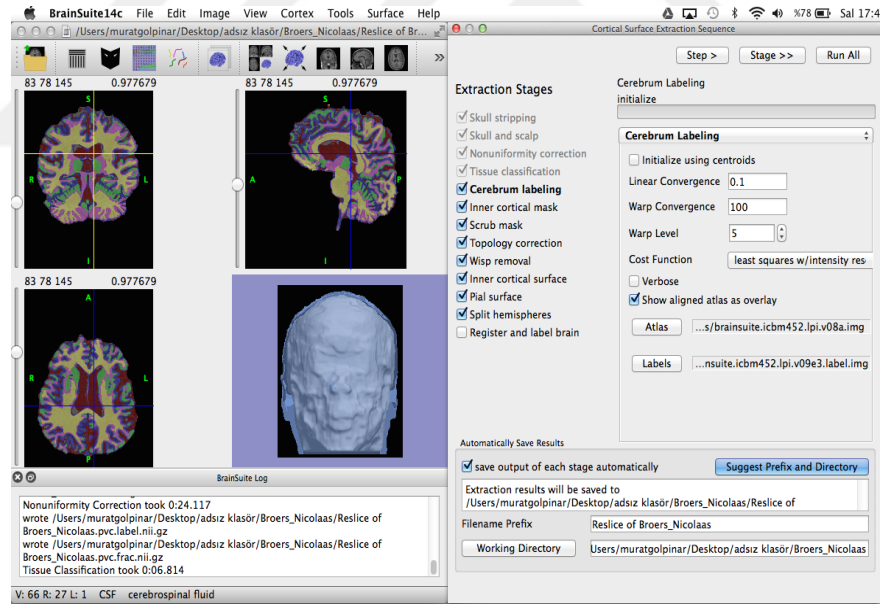 BrainSuite14c File Edit Image View Cortex Tools Surface Help %78 Sal 17:4
/Users/muratgolpinar/Desktop/adsız klasör/Broers_Nicolaas/Reslice of Br...
Cortical Surface Extraction Sequence
»
83 78 145 0.977679
83 78 145 0.977679
S
R L
I
S
A P
I
83 78 145 0.977679
A
R L
P
BrainSuite Log
Nonuniformity Correction took 0:24.117
wrote /Users/muratgolpinar/Desktop/adsız klasör/Broers_Nicolaas/Reslice of
Broers_Nicolaas.pvc.label.nii.gz
wrote /Users/muratgolpinar/Desktop/adsız klasör/Broers_Nicolaas/Reslice of
Broers_Nicolaas.pvc.frac.nii.gz
Tissue Classification took 0:06.814
V: 66 R: 27 L: 1 CSF cerebrospinal fluid
Step > Stage >> Run All
Extraction Stages
Skull stripping
Skull and scalp
Nonuniformity correction
Tissue classification
Cerebrum labeling
Inner cortical mask
Scrub mask
Topology correction
Wisp removal
Inner cortical surface
Pial surface
Split hemispheres
Register and label brain
Cerebrum Labeling
initialize
Cerebrum Labeling
Initialize using centroids
Linear Convergence 0.1
Warp Convergence 100
Warp Level 5
Cost Function least squares w/intensity res
Verbose
Show aligned atlas as overlay
Atlas ...s/brainsuite.icbm452.lpi.v08a.img
Labels ...nsuite.icbm452.lpi.v09e3.label.img
Automatically Save Results
save output of each stage automatically Suggest Prefix and Directory
Extraction results will be saved to
/Users/muratgolpinar/Desktop/adsız klasör/Broers_Nicolaas/Reslice of
Filename Prefix Reslice of Broers_Nicolaas
Working Directory Users/muratgolpinar/Desktop/adsız klasör/Broers_Nicolaas